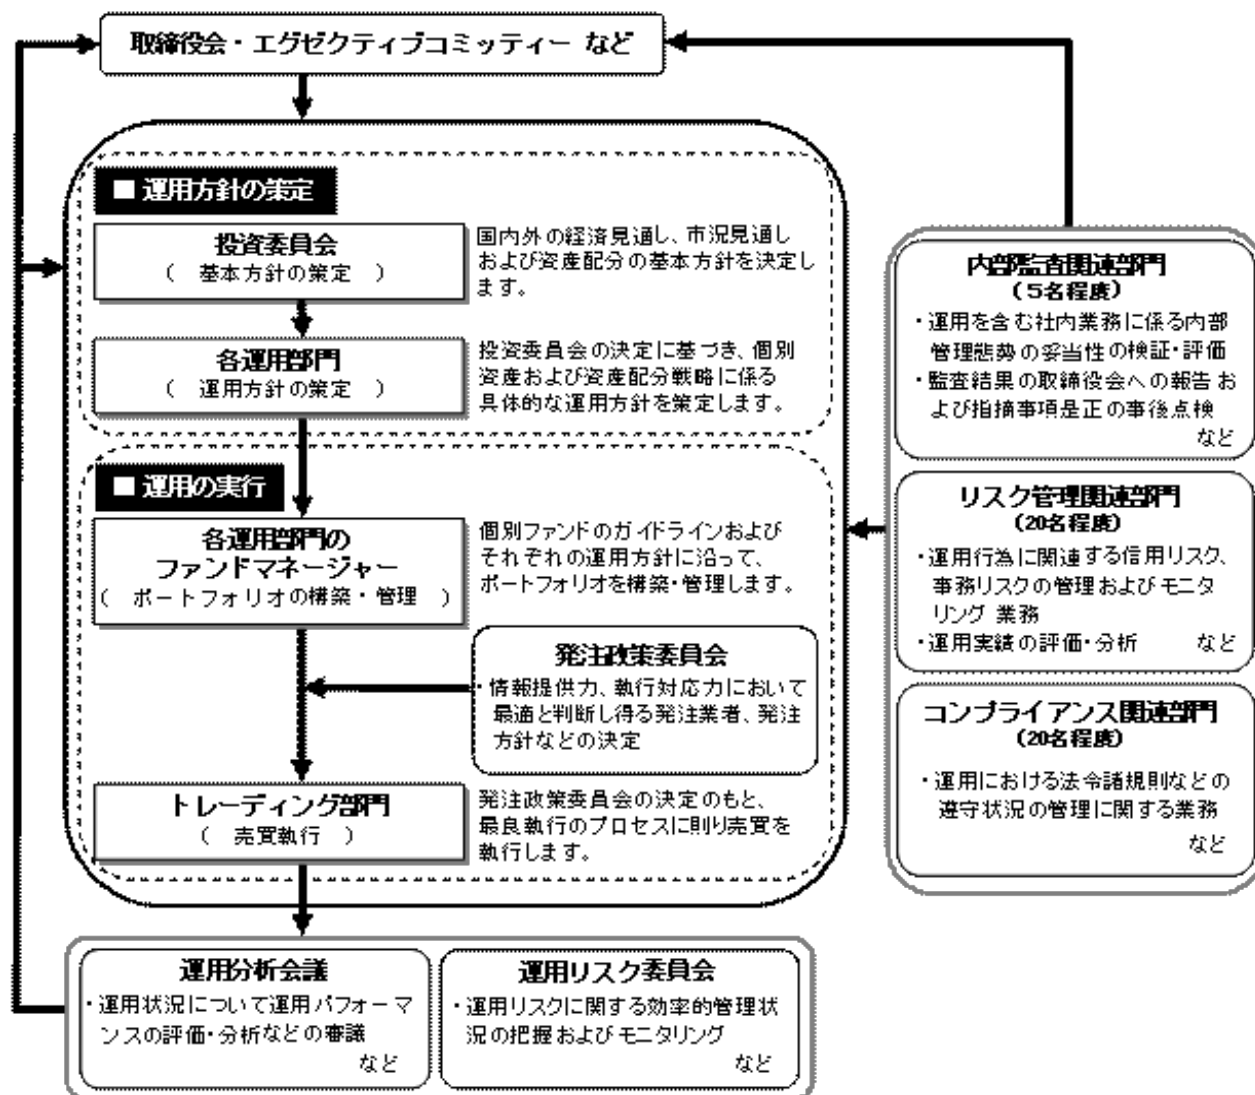 取締役会・エグゼクティブコミッティー など
■ 運用方針の策定
投資委員会
（ 基本方針の策定 ）
国内外の経済見通し、市況見通し
および資産配分の基本方針を決定し
ます。
各運用部門
（ 運用方針の策定 ）
投資委員会の決定に基づき、個別
資産および資産配分戦略に係る
具体的な運用方針を策定します。
■ 運用の実行
各運用部門の
ファンドマネージャー
（ ポートフォリオの構築・管理 ）
個別ファンドのガイドラインおよび
それぞれの運用方針に沿って、
ポートフォリオを構築・管理します。
発注政策委員会
・情報提供力、執行対応力において
最適と判断し得る発注業者、発注
方針などの決定
トレーディング部門
（ 売買執行 ）
発注政策委員会の決定のもと、
最良執行のプロセスに則り売買を
執行します。
運用分析会議
・運用状況について運用パフォーマ
ンスの評価・分析などの審議
など
運用リスク委員会
・運用リスクに関する効率的管理状
況の把握およびモニタリング
など
内部監査関連部門
（５名程度）
・運用を含む社内業務に係る内部
管理態勢の妥当性の検証・評価
・監査結果の取締役会への報告お
よび指摘事項是正の事後点検
など
リスク管理関連部門
（20名程度）
・運用行為に関連する信用リスク、
事務リスクの管理およびモニタ
リング 業務
・運用実績の評価・分析 など
コンプライアンス関連部門
（20名程度）
・運用における法令諸規則などの
遵守状況の管理に関する業務
など